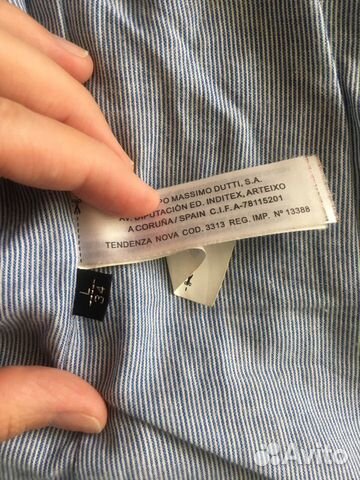 PO MASSIMO DUTTI, S.A.
AV. DIPUTACIÓN ED. INDITEX, ARTEIXO
A CORUÑA / SPAIN C.I.F. A-78115201
TENDENZA NOVA COD. 3313 REG. IMP. Nº 13388
34
Avito